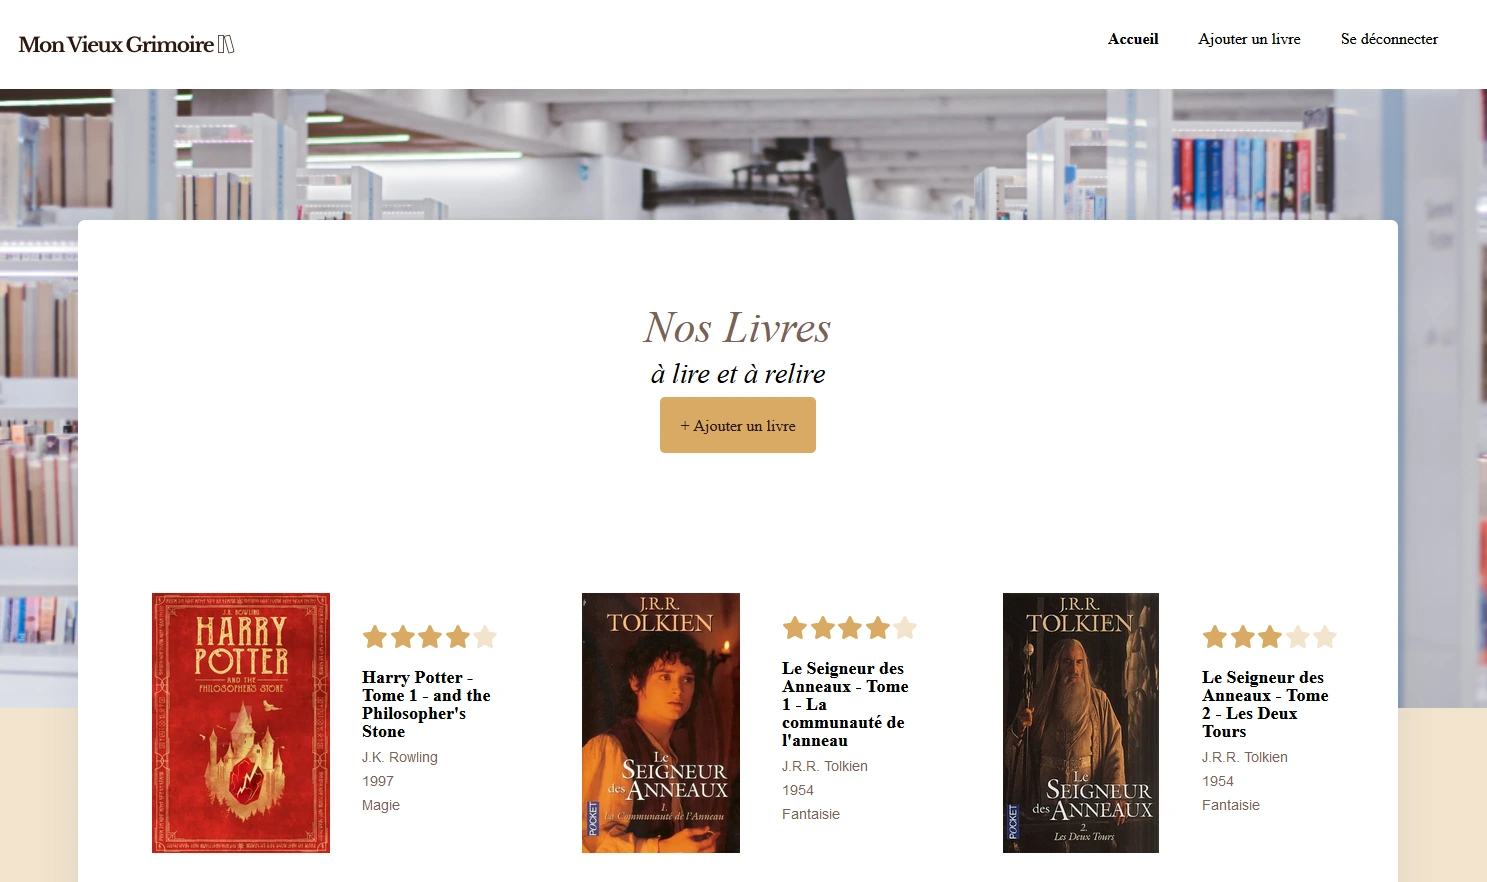 Mon Vieux Grimoire
Accueil
Ajouter un livre
Se déconnecter
Nos Livres
à lire et à relire
+ Ajouter un livre
J.K. ROWLING
HARRY
POTTER
AND THE
PHILOSOPHER'S STONE
Harry Potter -
Tome 1 - and the
Philosopher's
Stone
J.K. Rowling
1997
Magie
J.R.R.
TOLKIEN
Le
SEIGNEUR
des ANNEAUX
1.
La Communauté de l'Anneau
POCKET
Le Seigneur des
Anneaux - Tome
1 - La
communauté de
l'anneau
J.R.R. Tolkien
1954
Fantaisie
J.R.R.
TOLKIEN
Le
SEIGNEUR
des ANNEAUX
2.
Les Deux Tours
POCKET
Le Seigneur des
Anneaux - Tome
2 - Les Deux
Tours
J.R.R. Tolkien
1954
Fantaisie